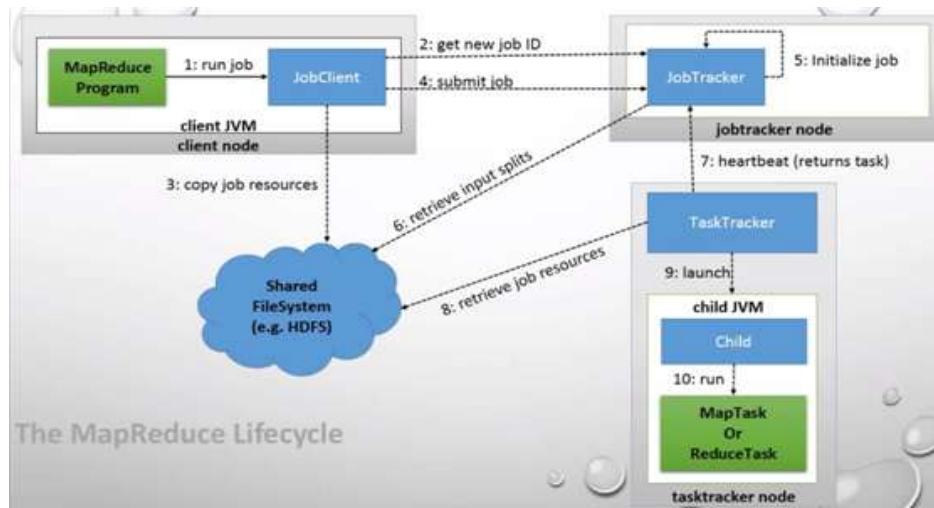 MapReduce
Program
1: run job
JobClient
client JVM
client node
2: get new job ID
4: submit job
JobTracker
5: Initialize job
jobtracker node
3: copy job resources
6: retrieve input splits
7: heartbeat (returns task)
TaskTracker
8: retrieve job resources
9: launch
Shared
FileSystem
(e.g. HDFS)
child JVM
Child
10: run
MapTask
Or
ReduceTask
tasktracker node
The MapReduce Lifecycle